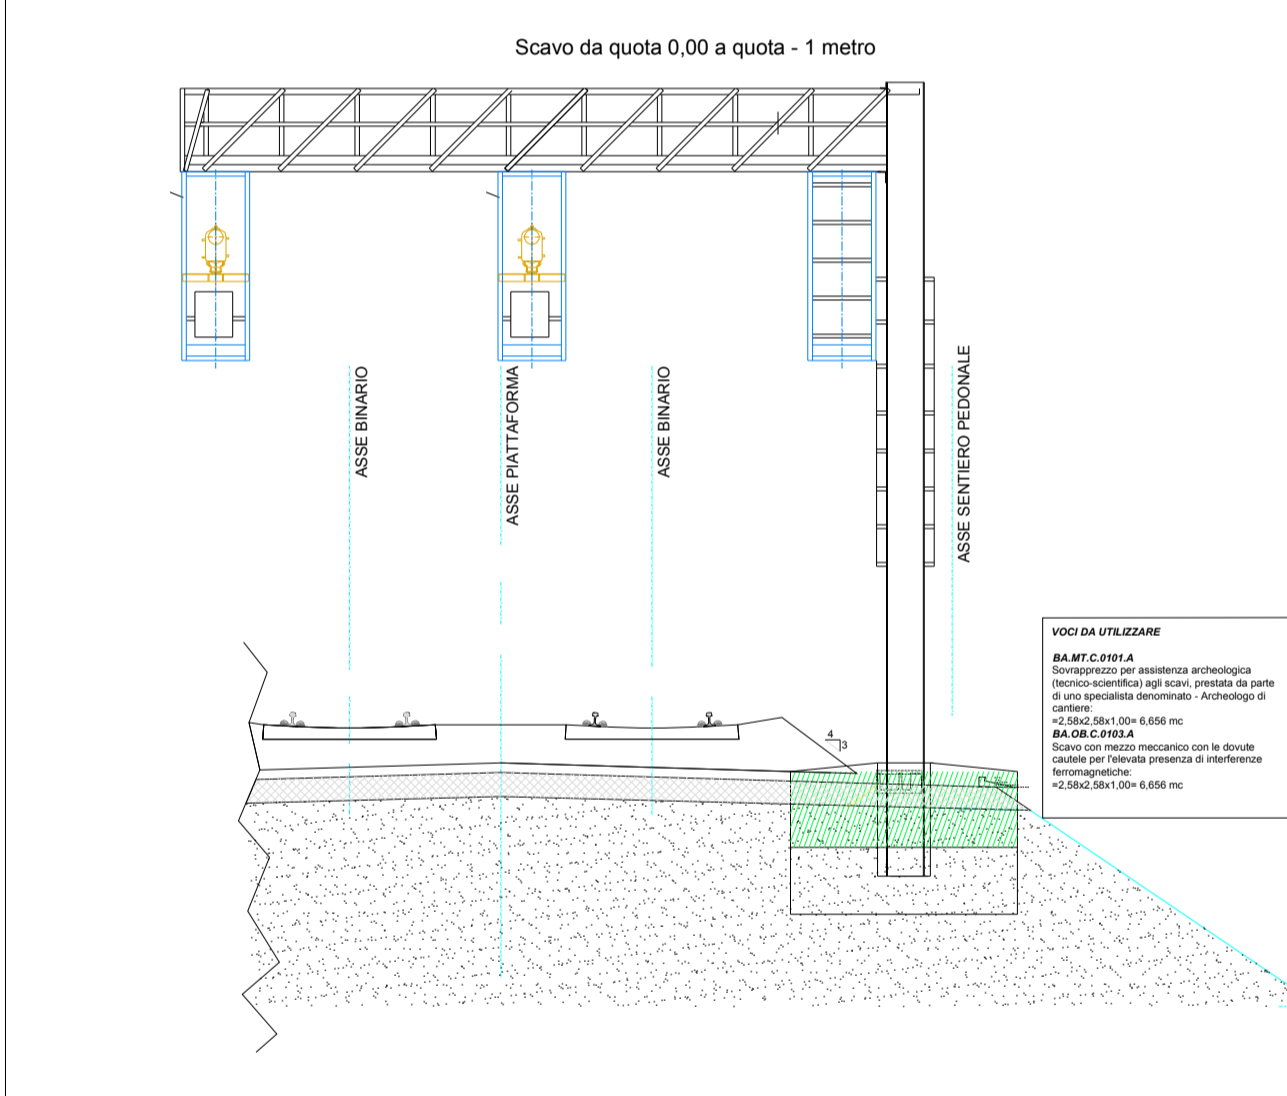 Scavo da quota 0,00 a quota - 1 metro
ASSE BINARIO
ASSE PIATTAFORMA
ASSE BINARIO
ASSE SENTIERO PEDONALE
4
3
VOCI DA UTILIZZARE
BA.MT.C.0101.A
Sovrapprezzo per assistenza archeologica
(tecnico-scientifica) agli scavi, prestata da parte
di uno specialista denominato - Archeologo di
cantiere:
=2,58x2,58x1,00= 6,656 mc
BA.OB.C.0103.A
Scavo con mezzo meccanico con le dovute
cautele per l'elevata presenza di interferenze
ferromagnetiche:
=2,58x2,58x1,00= 6,656 mc